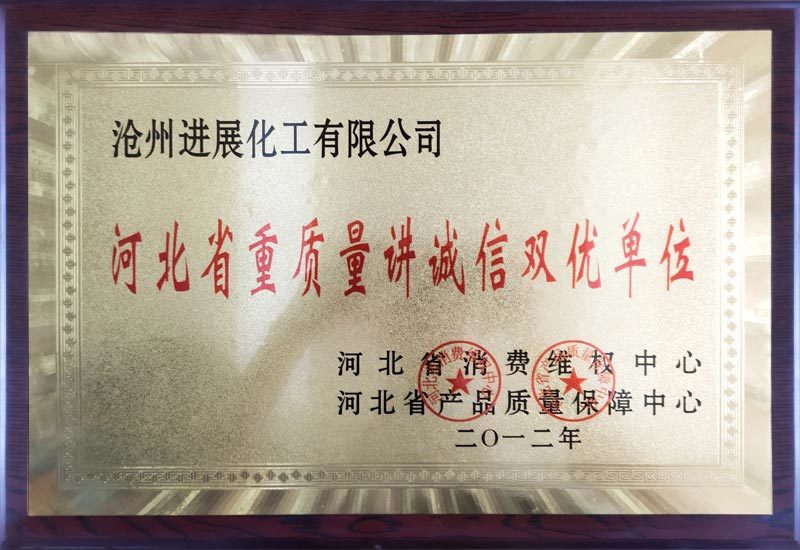 沧州进展化工有限公司
河北省重质量讲诚信双优单位
河北省消费维权中心
河北省产品质量保障中心
二〇一二年